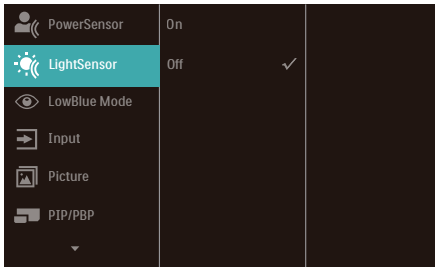 PowerSensor
On
LightSensor
Off
LowBlue Mode
Input
Picture
PIP/PBP